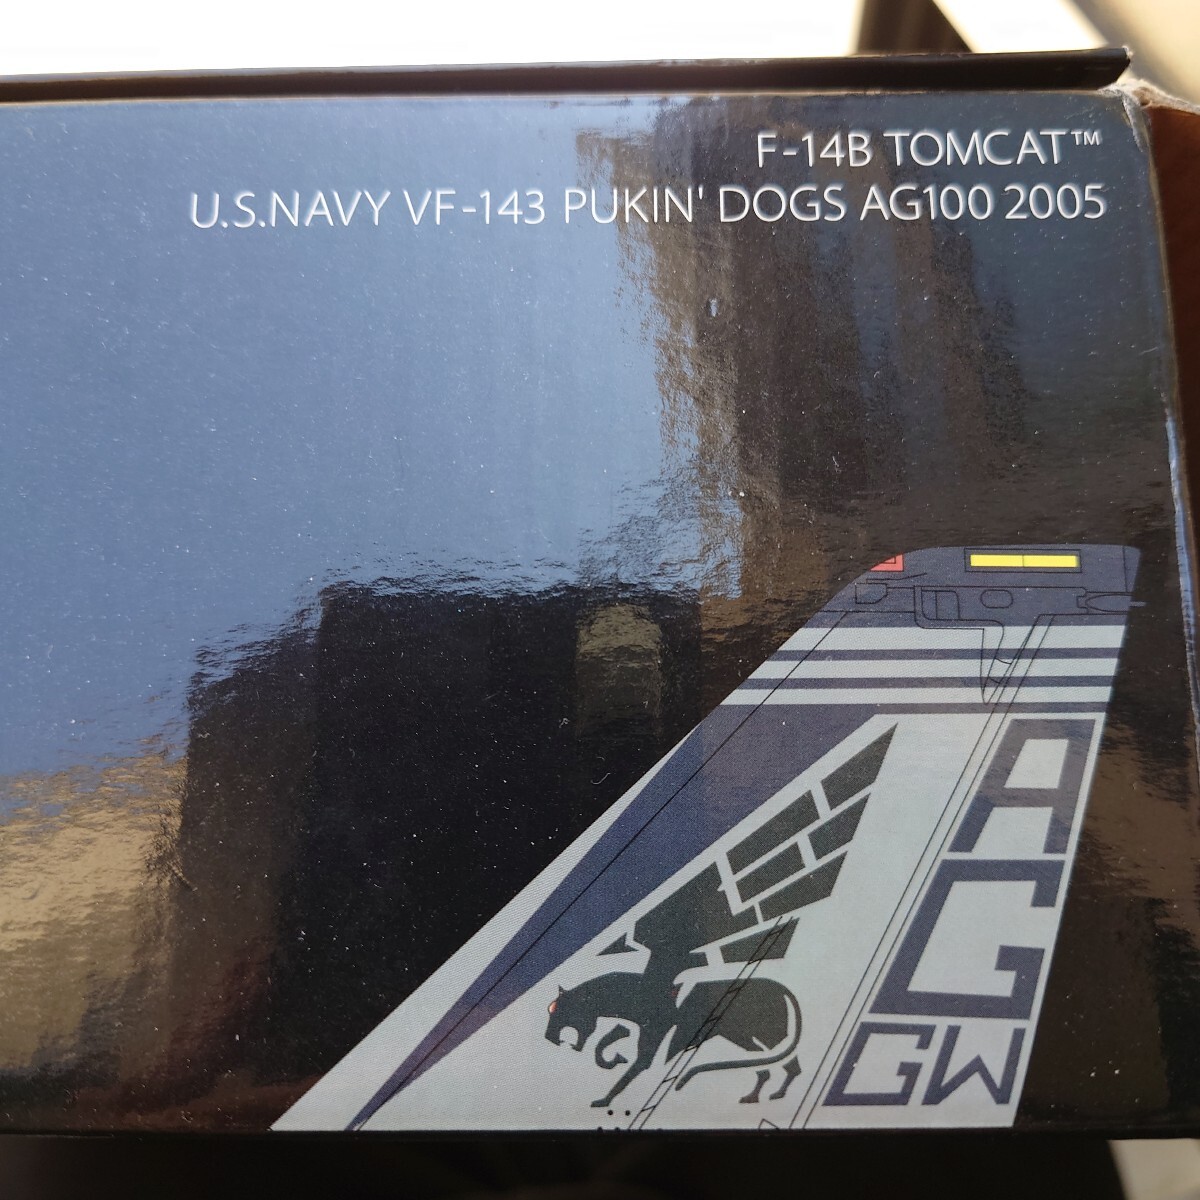 F-14B TOMCAT™
U.S.NAVY VF-143 PUKIN' DOGS AG100 2005
AG
GW